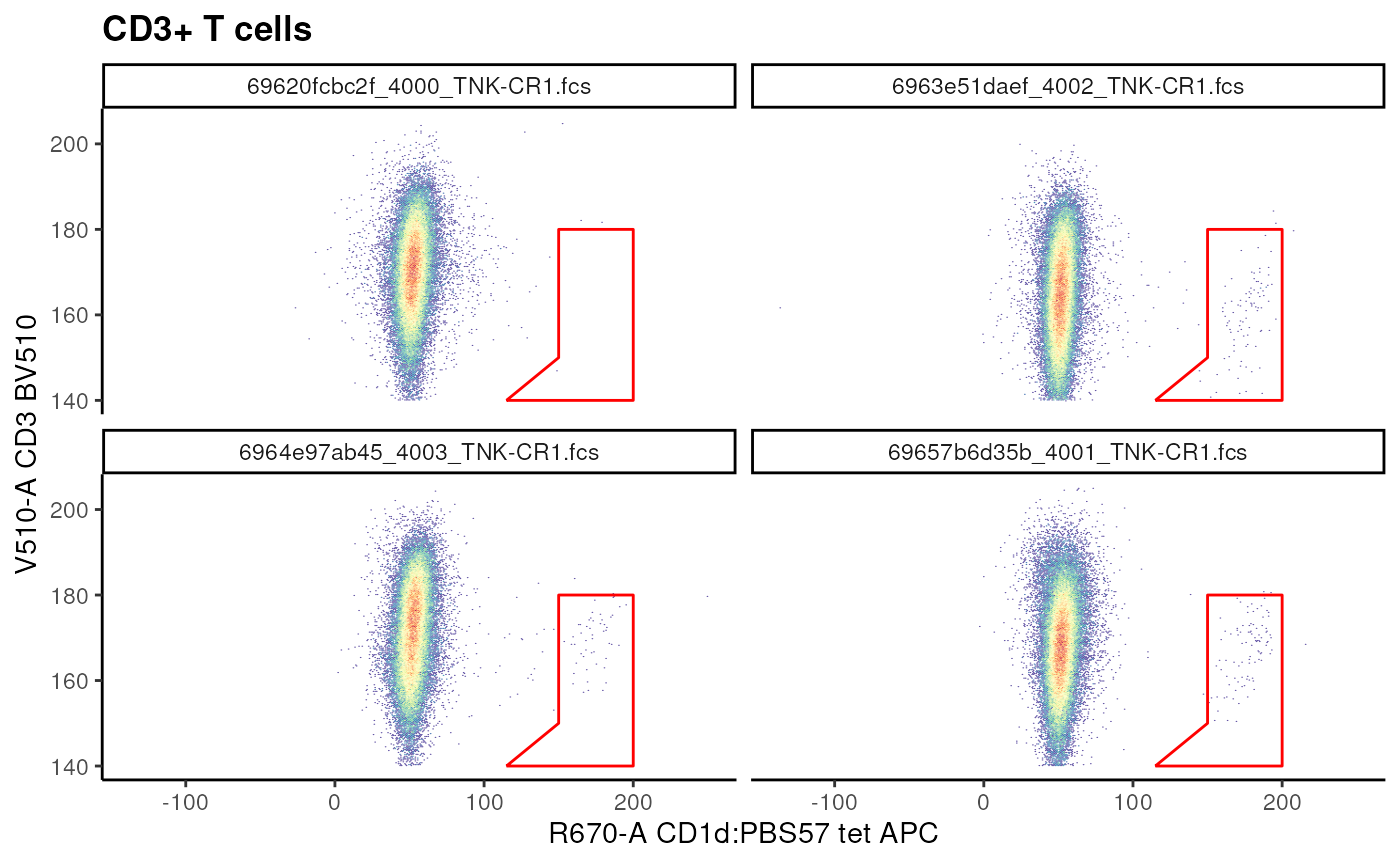 CD3+ T cells
69620fcbc2f_4000_TNK-CR1.fcs
6963e51daef_4002_TNK-CR1.fcs
200
180
160
140
V510-A CD3 BV510
6964e97ab45_4003_TNK-CR1.fcs
69657b6d35b_4001_TNK-CR1.fcs
200
180
160
140
-100 0 100 200
-100 0 100 200
R670-A CD1d:PBS57 tet APC